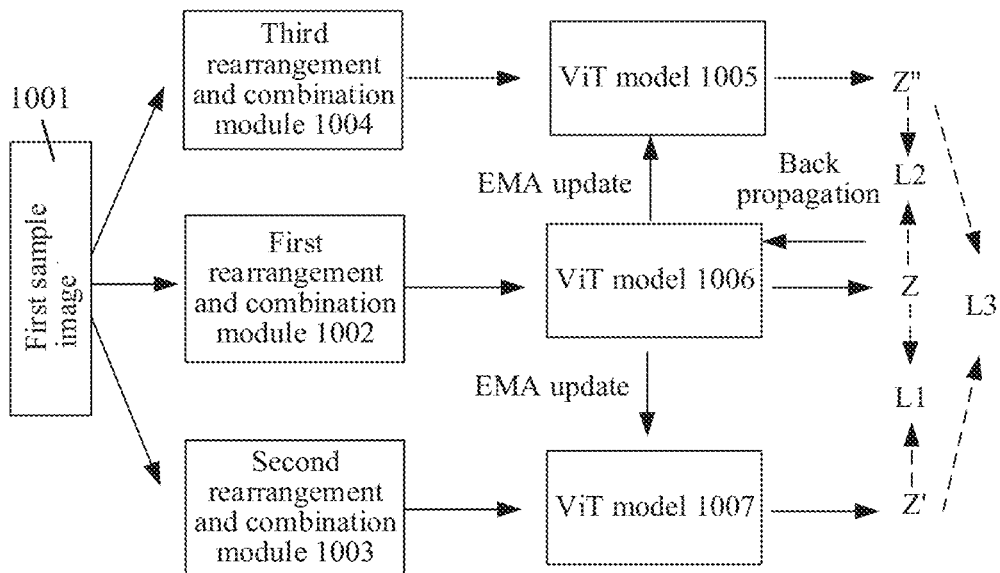 1001
First sample
image
Third
rearrangement
and combination
module 1004
ViT model 1005
Z''
EMA update
Back
propagation
L2
First
rearrangement
and combination
module 1002
ViT model 1006
Z
L3
EMA update
L1
Second
rearrangement
and combination
module 1003
ViT model 1007
Z'